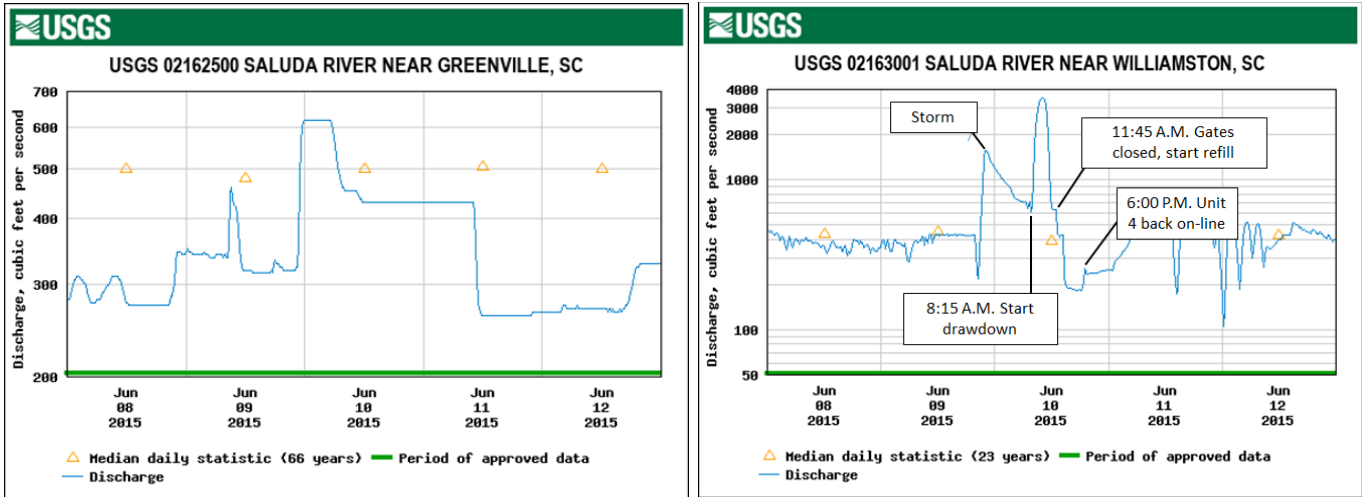 USGS
USGS 02162500 SALUDA RIVER NEAR GREENVILLE, SC
Discharge, cubic feet per second
700
600
500
400
300
200
Jun
08
2015
Jun
09
2015
Jun
10
2015
Jun
11
2015
Jun
12
2015
Median daily statistic (66 years)
Period of approved data
Discharge
USGS
USGS 02163001 SALUDA RIVER NEAR WILLIAMSTON, SC
Discharge, cubic feet per second
4000
3000
2000
1000
100
50
Storm
11:45 A.M. Gates
closed, start refill
6:00 P.M. Unit
4 back on-line
8:15 A.M. Start
drawdown
Jun
08
2015
Jun
09
2015
Jun
10
2015
Jun
11
2015
Jun
12
2015
Median daily statistic (23 years)
Period of approved data
Discharge